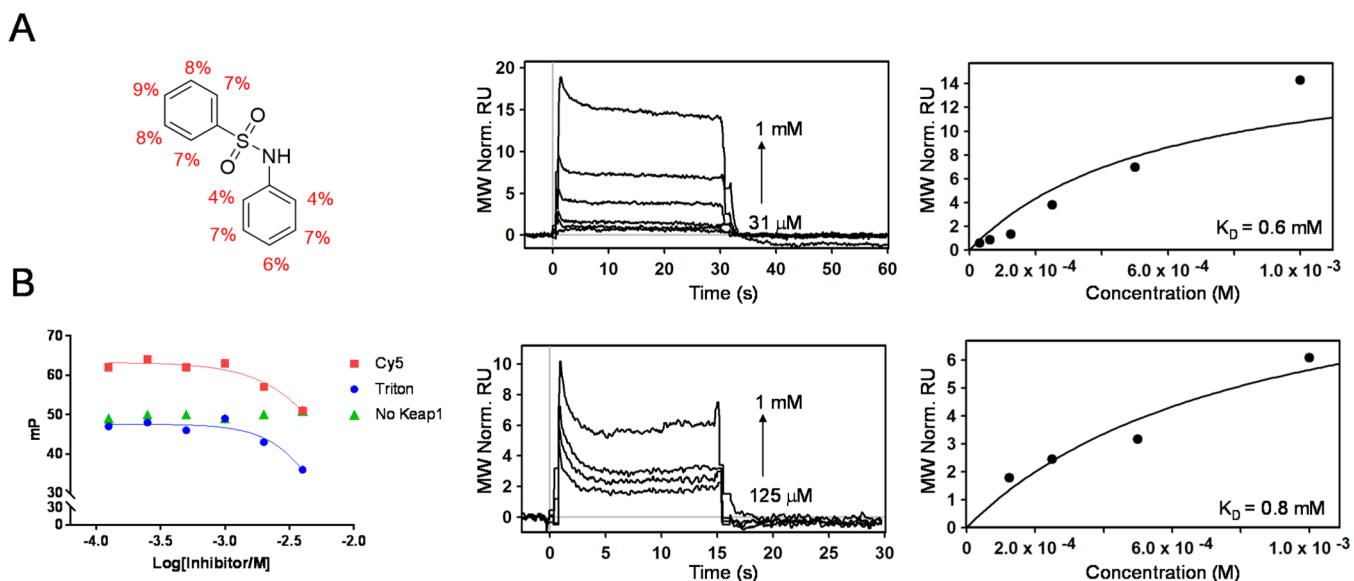 A
8%
7%
9%
8%
7%
O
S
O
NH
4%
4%
7%
7%
6%
MW Norm. RU
20
15
10
5
0
1 mM
31 μM
0
10
20
30
40
50
60
Time (s)
MW Norm. RU
14
12
10
8
6
4
2
0
K_D = 0.6 mM
0
2.0 x 10⁻⁴
6.0 x 10⁻⁴
1.0 x 10⁻³
Concentration (M)
B
mP
70
60
50
40
30
30
0
-4.0
-3.5
-3.0
-2.5
-2.0
Log[Inhibitor/M]
Cy5
Triton
No Keap1
MW Norm. RU
10
8
6
4
2
0
1 mM
125 μM
0
5
10
15
20
25
30
Time (s)
MW Norm. RU
6
5
4
3
2
1
0
K_D = 0.8 mM
0
2.0 x 10⁻⁴
6.0 x 10⁻⁴
1.0 x 10⁻³
Concentration (M)